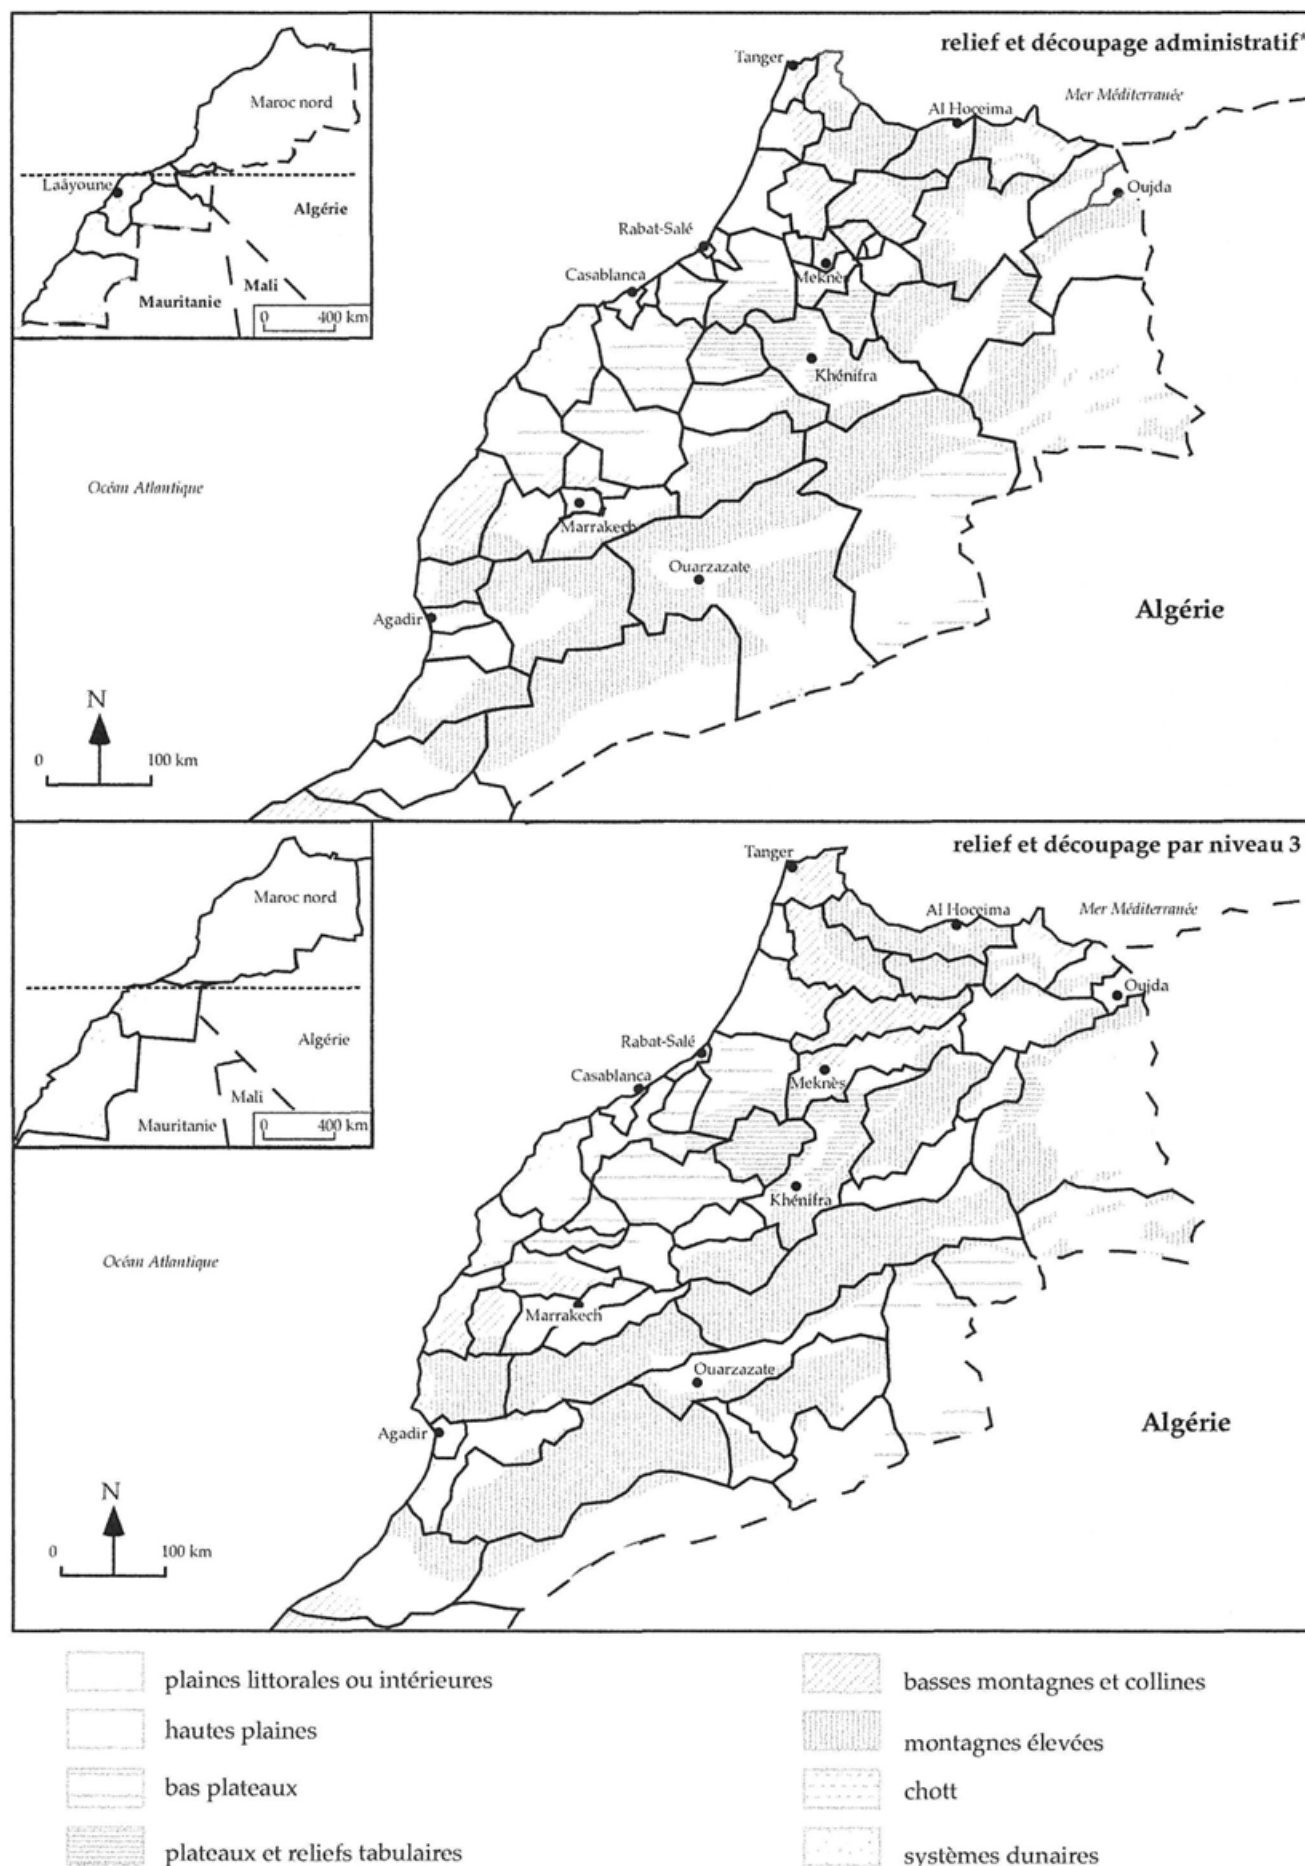 relief et découpage administratif*
Maroc nord
Laâyoune
Algérie
Mali
Mauritanie
0 400 km
Tanger
Mer Méditerranée
Al Hoceima
Oujda
Rabat-Salé
Casablanca
Meknès
Khénifra
Océan Atlantique
Marrakech
Ouarzazate
Agadir
Algérie
N
0 100 km
relief et découpage par niveau 3
Maroc nord
Algérie
Mali
Mauritanie
0 400 km
Tanger
Al Hoceima
Mer Méditerranée
Oujda
Rabat-Salé
Casablanca
Meknès
Khénifra
Océan Atlantique
Marrakech
Ouarzazate
Agadir
Algérie
N
0 100 km
plaines littorales ou intérieures
hautes plaines
bas plateaux
plateaux et reliefs tabulaires
basses montagnes et collines
montagnes élevées
chott
systèmes dunaires